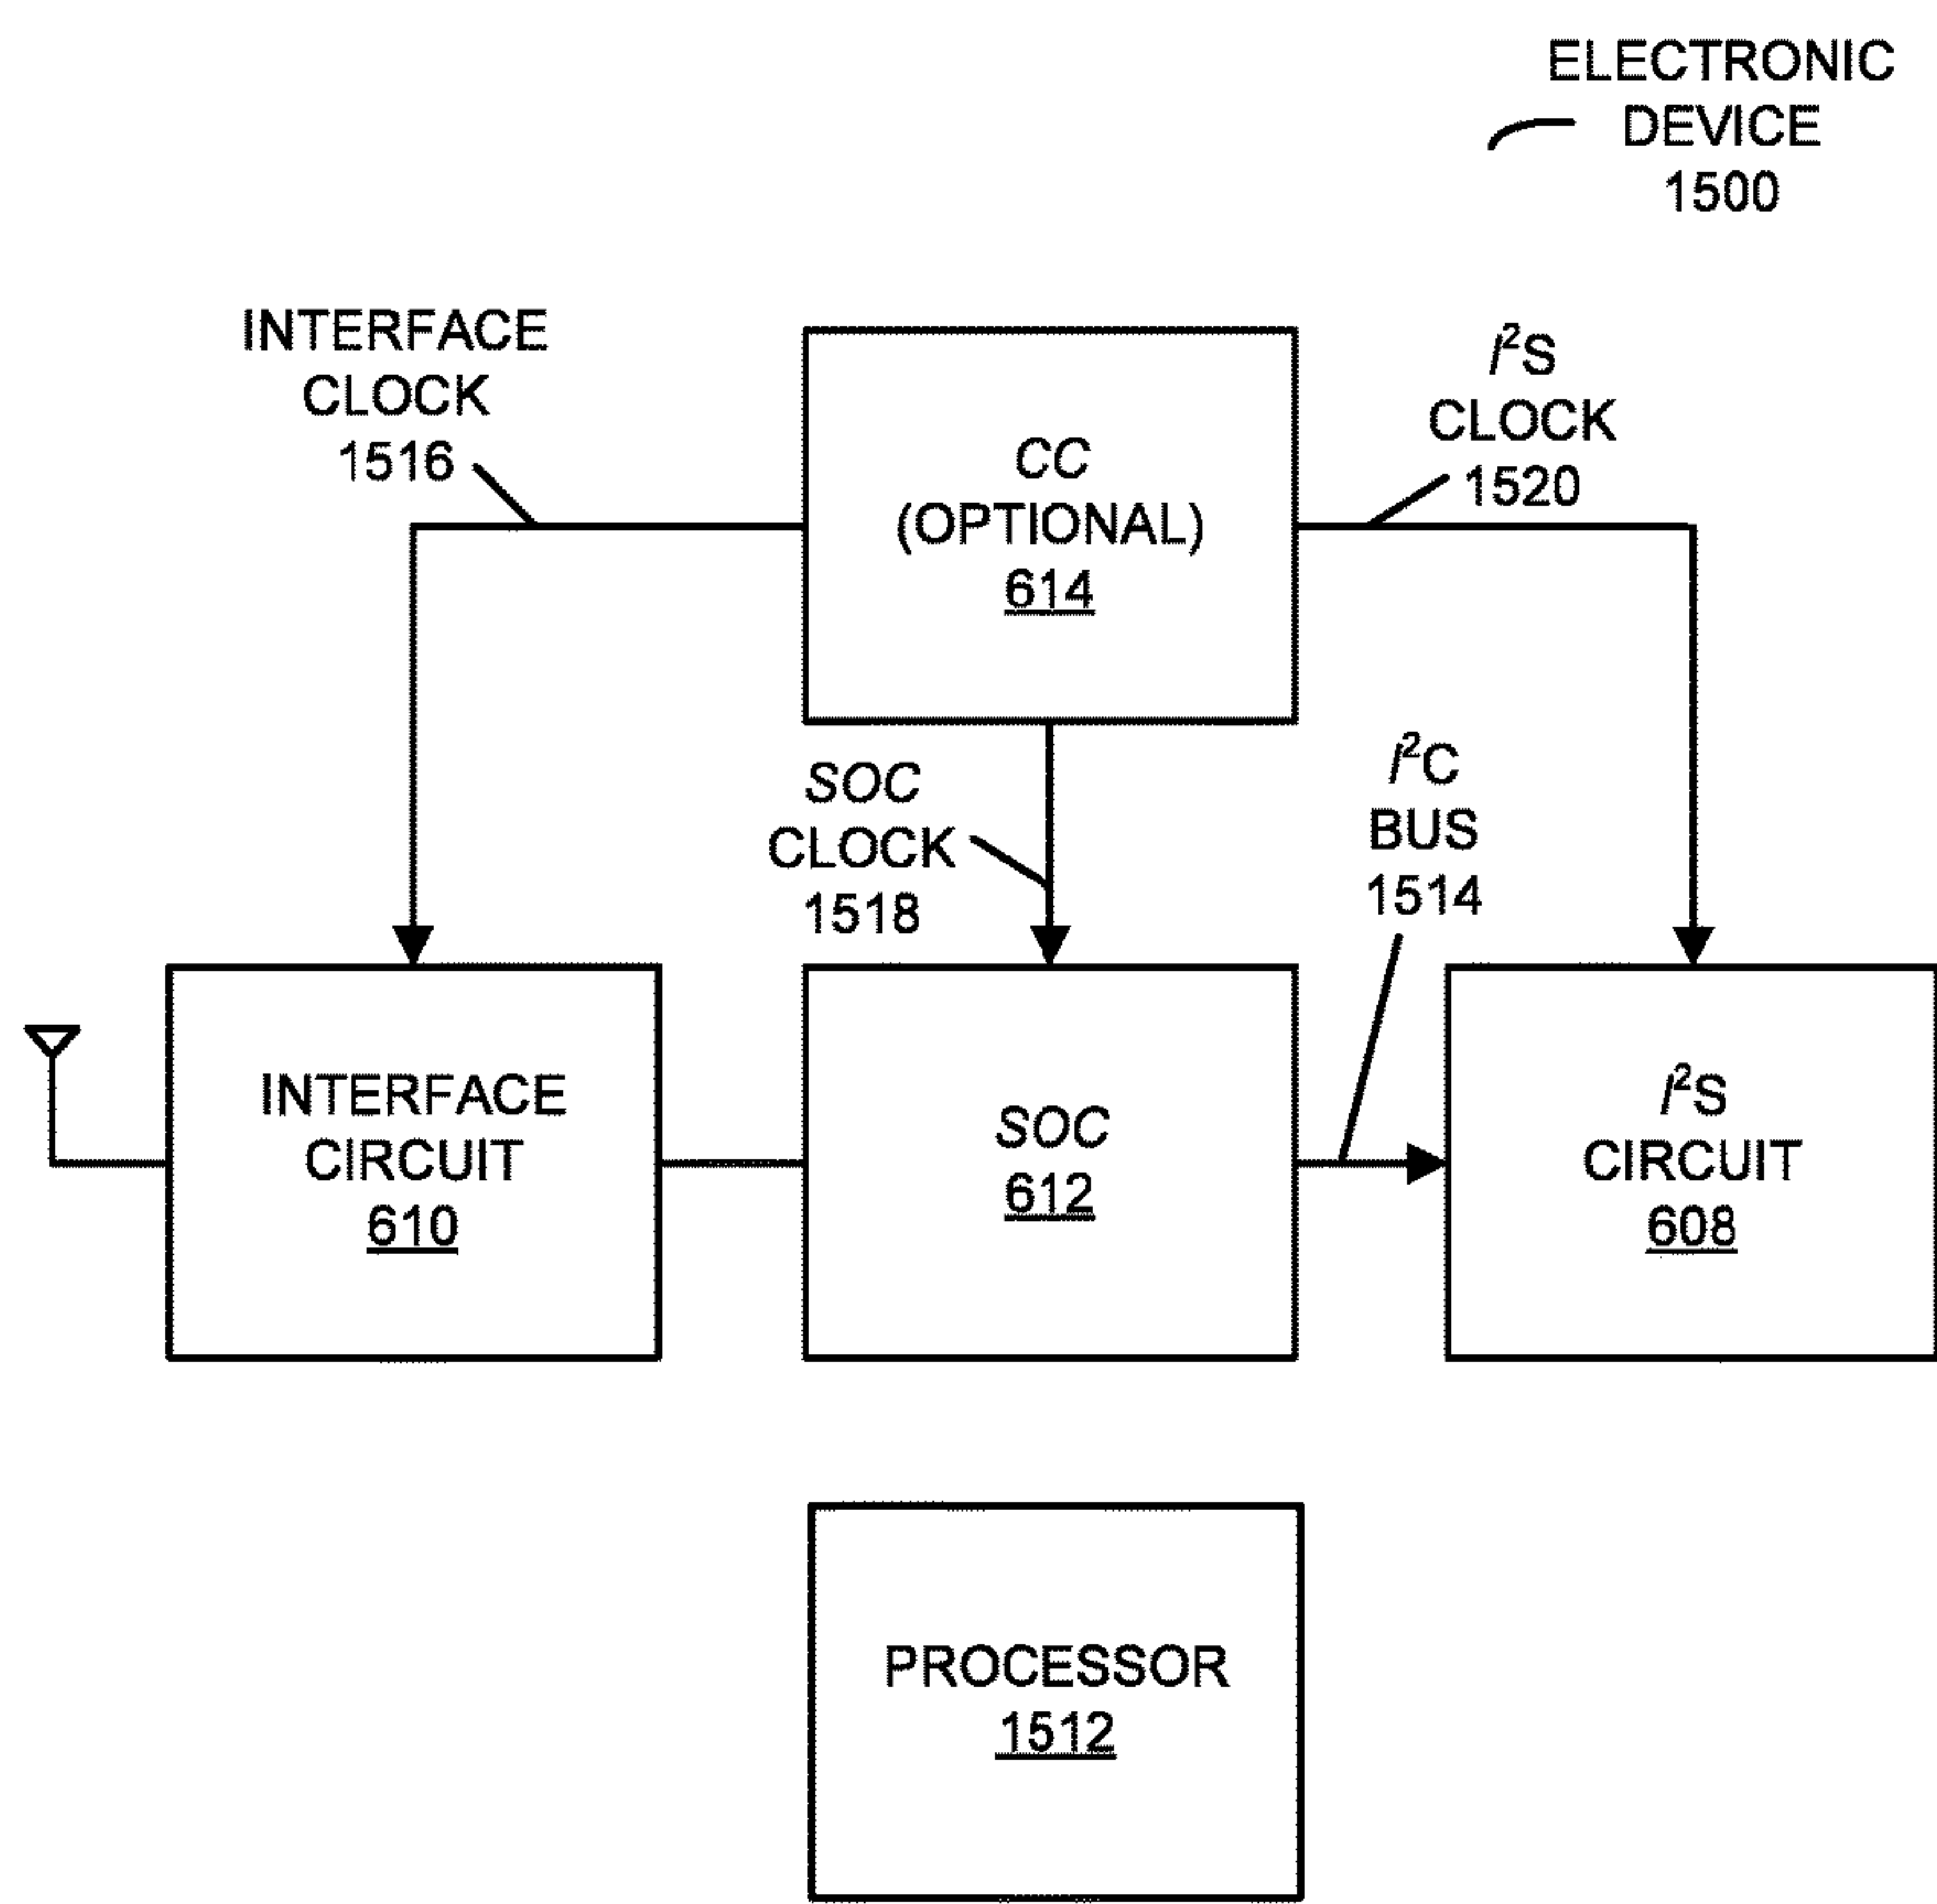 ELECTRONIC
DEVICE
1500
INTERFACE
CLOCK
1516
CC
(OPTIONAL)
614
I²S
CLOCK
1520
SOC
CLOCK
1518
I²C
BUS
1514
INTERFACE
CIRCUIT
610
SOC
612
I²S
CIRCUIT
608
PROCESSOR
1512